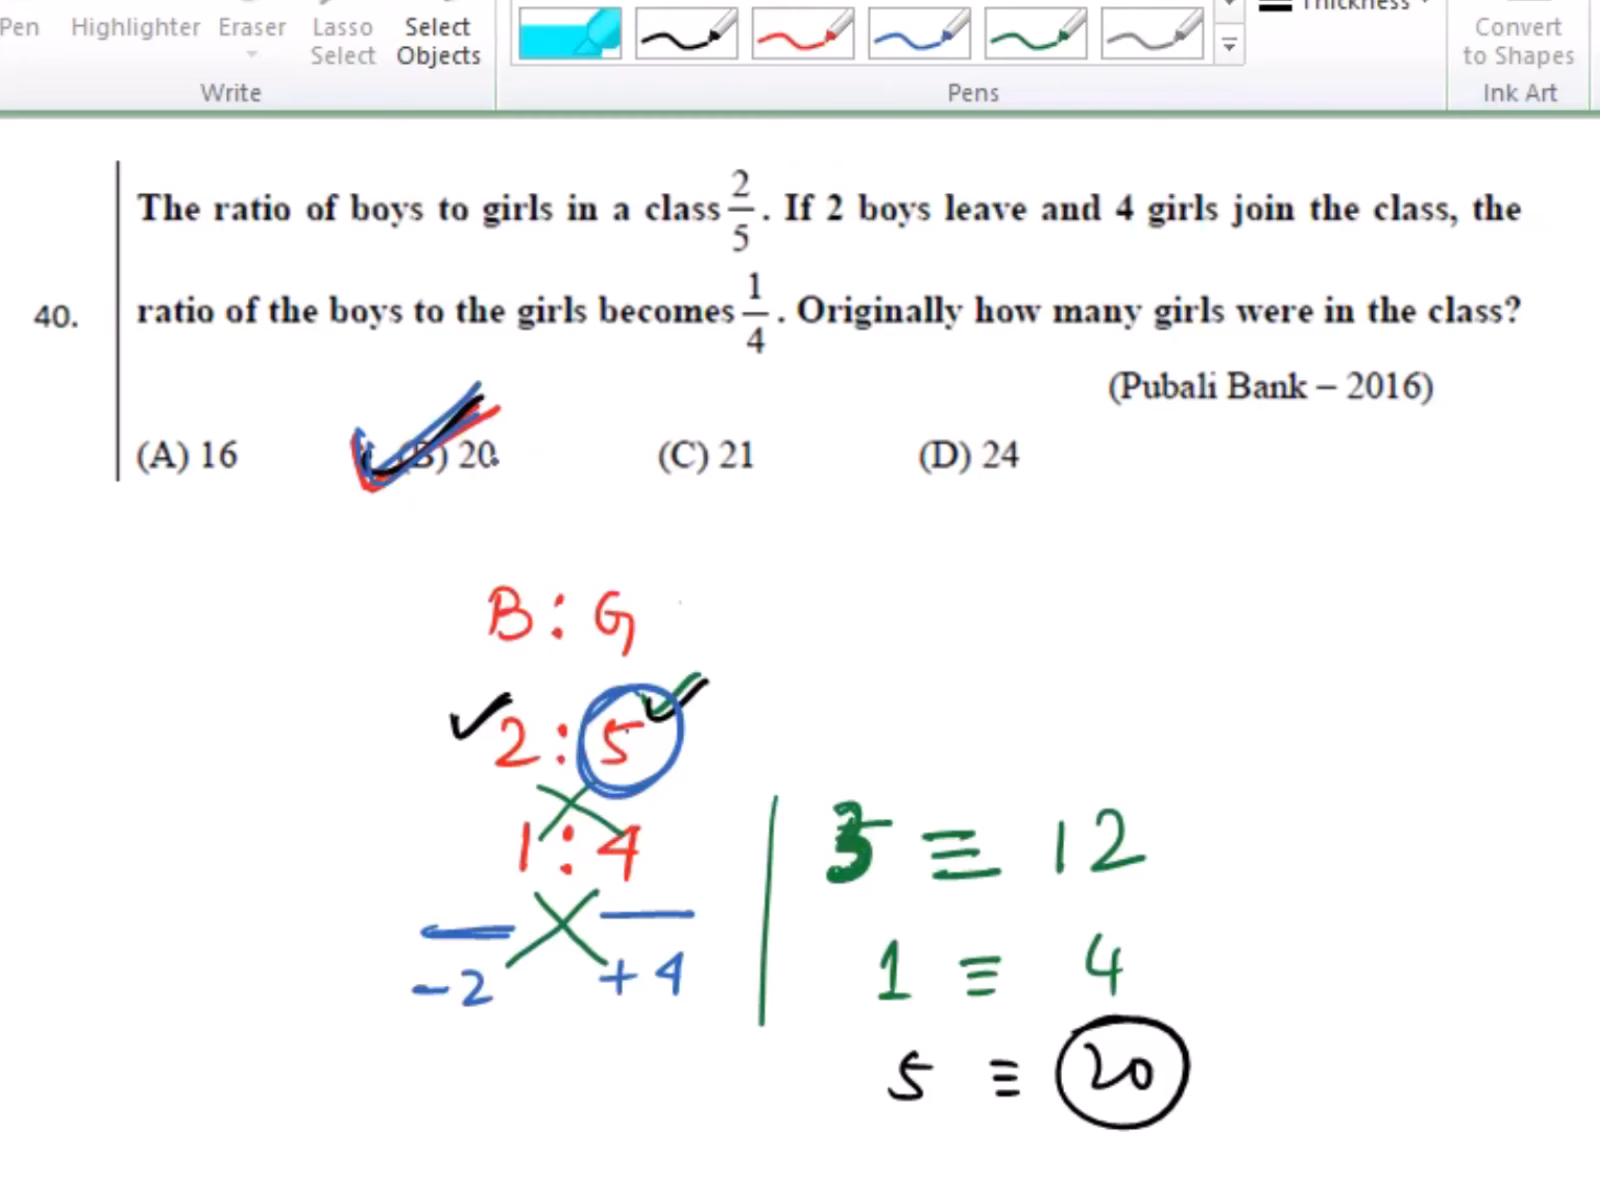 Pen Highlighter Eraser Lasso Select Select Objects
Convert to Shapes
Write Pens Ink Art
The ratio of boys to girls in a class 2/5. If 2 boys leave and 4 girls join the class, the
40. ratio of the boys to the girls becomes 1/4. Originally how many girls were in the class?
(Pubali Bank – 2016)
(A) 16 (B) 20 (C) 21 (D) 24
B : G
2 : 5
1 : 4
-2 +4
≡ 12
1 ≡ 4
5 ≡ 20